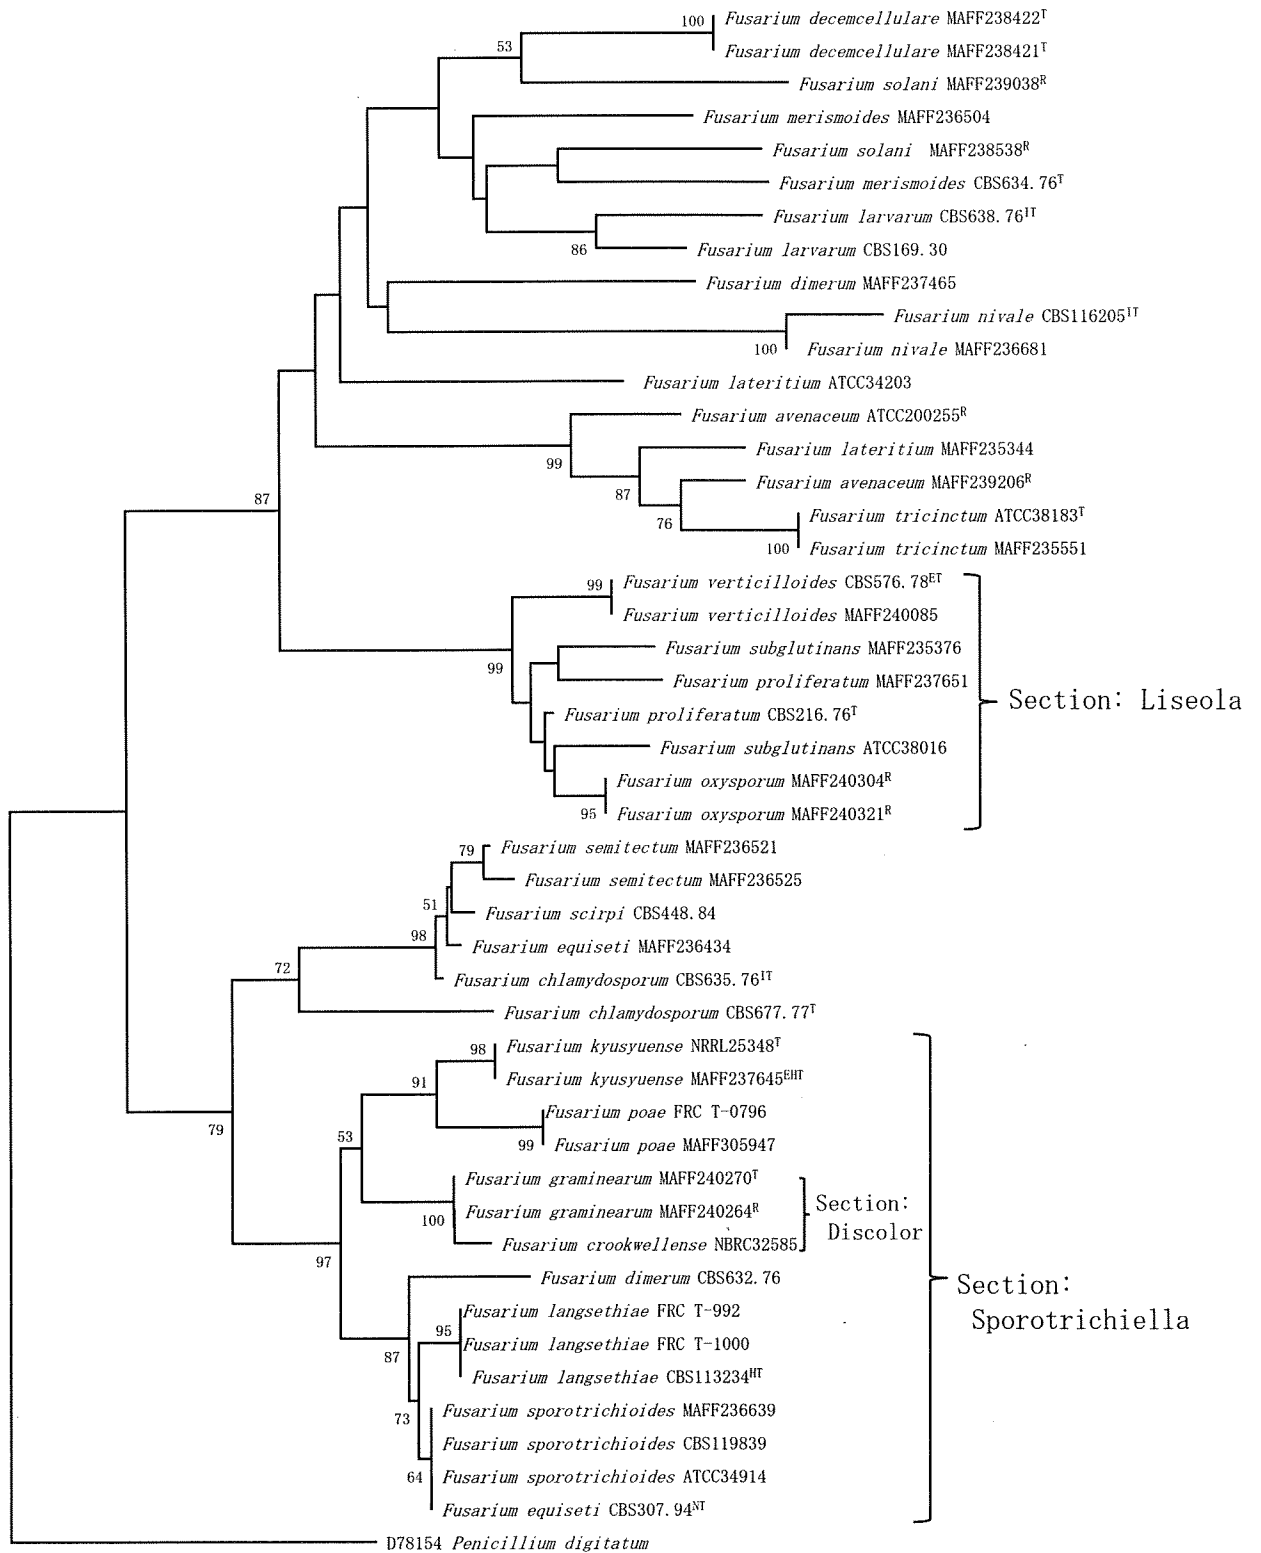 100 Fusarium decemcellulare MAFF238422T
53 Fusarium decemcellulare MAFF238421T
Fusarium solani MAFF239038R
Fusarium merismoides MAFF236504
Fusarium solani MAFF238538R
Fusarium merismoides CBS634.76T
Fusarium larvarum CBS638.76IT
86 Fusarium larvarum CBS169.30
Fusarium dimerum MAFF237465
Fusarium nivale CBS116205IT
100 Fusarium nivale MAFF236681
Fusarium lateritium ATCC34203
Fusarium avenaceum ATCC200255R
99 Fusarium lateritium MAFF235344
87 Fusarium avenaceum MAFF239206R
87 76 Fusarium tricinctum ATCC38183T
100 Fusarium tricinctum MAFF235551
99 Fusarium verticilloides CBS576.78ET
Fusarium verticilloides MAFF240085
99 Fusarium subglutinans MAFF235376
Fusarium proliferatum MAFF237651
Section: Liseola
Fusarium proliferatum CBS216.76T
Fusarium subglutinans ATCC38016
Fusarium oxysporum MAFF240304R
95 Fusarium oxysporum MAFF240321R
79 Fusarium semitectum MAFF236521
Fusarium semitectum MAFF236525
51 Fusarium scirpi CBS448.84
98 Fusarium equiseti MAFF236434
72 Fusarium chlamydosporum CBS635.76IT
Fusarium chlamydosporum CBS677.77T
98 Fusarium kyusyuense NRRL25348T
91 Fusarium kyusyuense MAFF237645EHT
Fusarium poae FRC T-0796
79 53 99 Fusarium poae MAFF305947
Fusarium graminearum MAFF240270T
100 Fusarium graminearum MAFF240264R
Fusarium crookwellense NBRC32585
Section:
Discolor
97 Fusarium dimerum CBS632.76
Section:
Sporotrichiella
Fusarium langsethiae FRC T-992
95 Fusarium langsethiae FRC T-1000
87 Fusarium langsethiae CBS113234HT
73 Fusarium sporotrichioides MAFF236639
Fusarium sporotrichioides CBS119839
64 Fusarium sporotrichioides ATCC34914
Fusarium equiseti CBS307.94NT
D78154 Penicillium digitatum